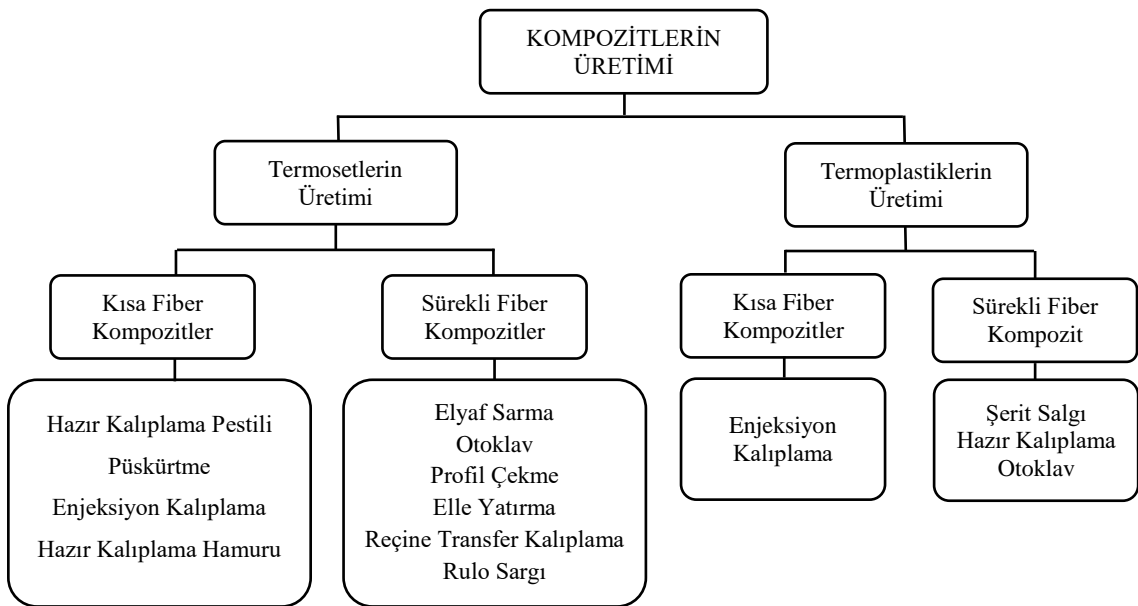 KOMPOZİTLERİN
ÜRETİMİ
Termosetlerin
Üretimi
Termoplastiklerin
Üretimi
Kısa Fiber
Kompozitler
Sürekli Fiber
Kompozitler
Kısa Fiber
Kompozitler
Sürekli Fiber
Kompozit
Hazır Kalıplama Pestili
Püskürtme
Enjeksiyon Kalıplama
Hazır Kalıplama Hamuru
Elyaf Sarma
Otoklav
Profil Çekme
Elle Yatırma
Reçine Transfer Kalıplama
Rulo Sargı
Enjeksiyon
Kalıplama
Şerit Salgı
Hazır Kalıplama
Otoklav